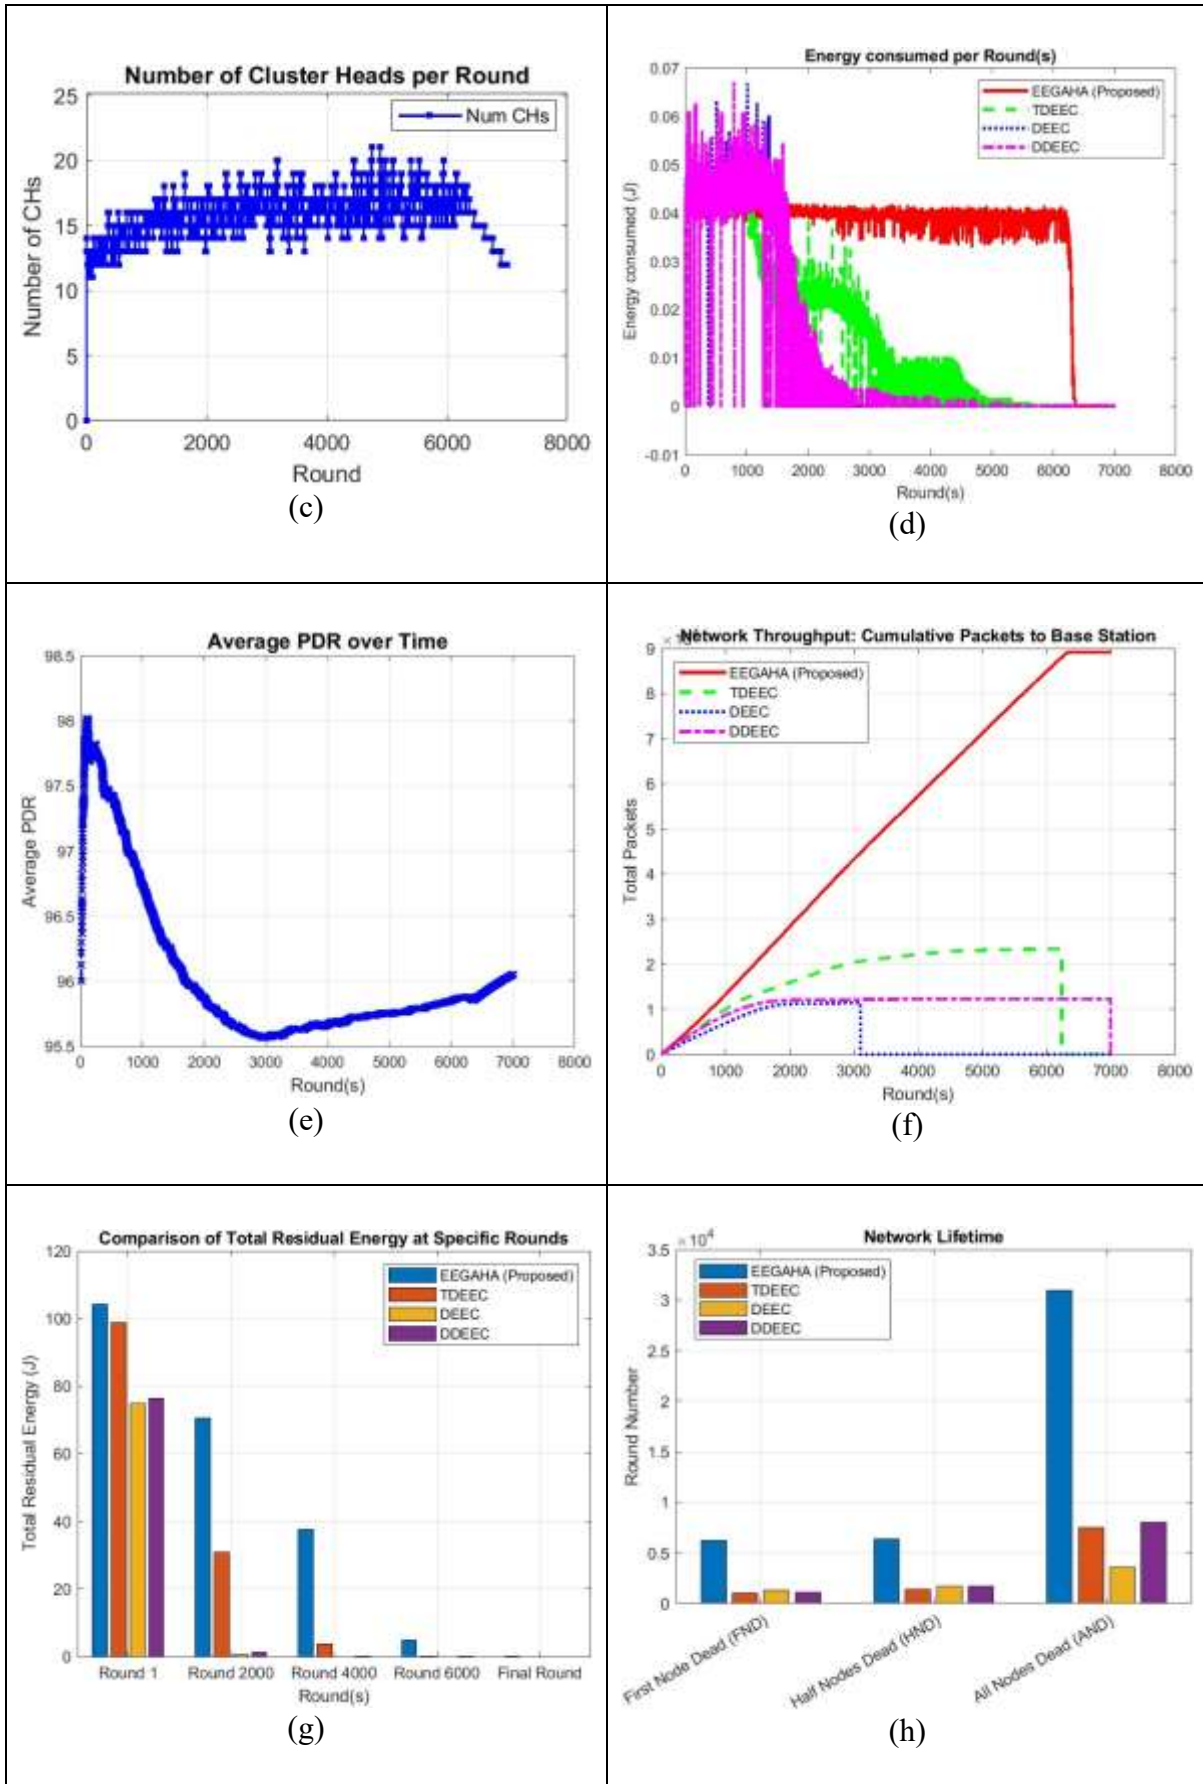 Number of Cluster Heads per Round
25
20
15
10
5
0
Number of CHs
Num CHs
0 2000 4000 6000 8000
Round
(c)
Energy consumed per Round(s)
0.07
0.06
0.05
0.04
0.03
0.02
0.01
0
-0.01
Energy consumed (J)
EEGAHA (Proposed)
TDEEC
DEEC
DDEEC
0 1000 2000 3000 4000 5000 6000 7000 8000
Round(s)
(d)
Average PDR over Time
98.5
98
97.5
97
96.5
96
95.5
Average PDR
0 1000 2000 3000 4000 5000 6000 7000 8000
Round(s)
(e)
Network Throughput: Cumulative Packets to Base Station
9
8
7
6
5
4
3
2
1
0
Total Packets
EEGAHA (Proposed)
TDEEC
DEEC
DDEEC
0 1000 2000 3000 4000 5000 6000 7000 8000
Round(s)
(f)
Comparison of Total Residual Energy at Specific Rounds
120
100
80
60
40
20
0
Total Residual Energy (J)
EEGAHA (Proposed)
TDEEC
DEEC
DDEEC
Round 1 Round 2000 Round 4000 Round 6000 Final Round
Round(s)
(g)
Network Lifetime
×10⁴
3.5
3
2.5
2
1.5
1
0.5
0
Round Number
EEGAHA (Proposed)
TDEEC
DEEC
DDEEC
First Node Dead (FND)
Half Nodes Dead (HND)
All Nodes Dead (AND)
(h)